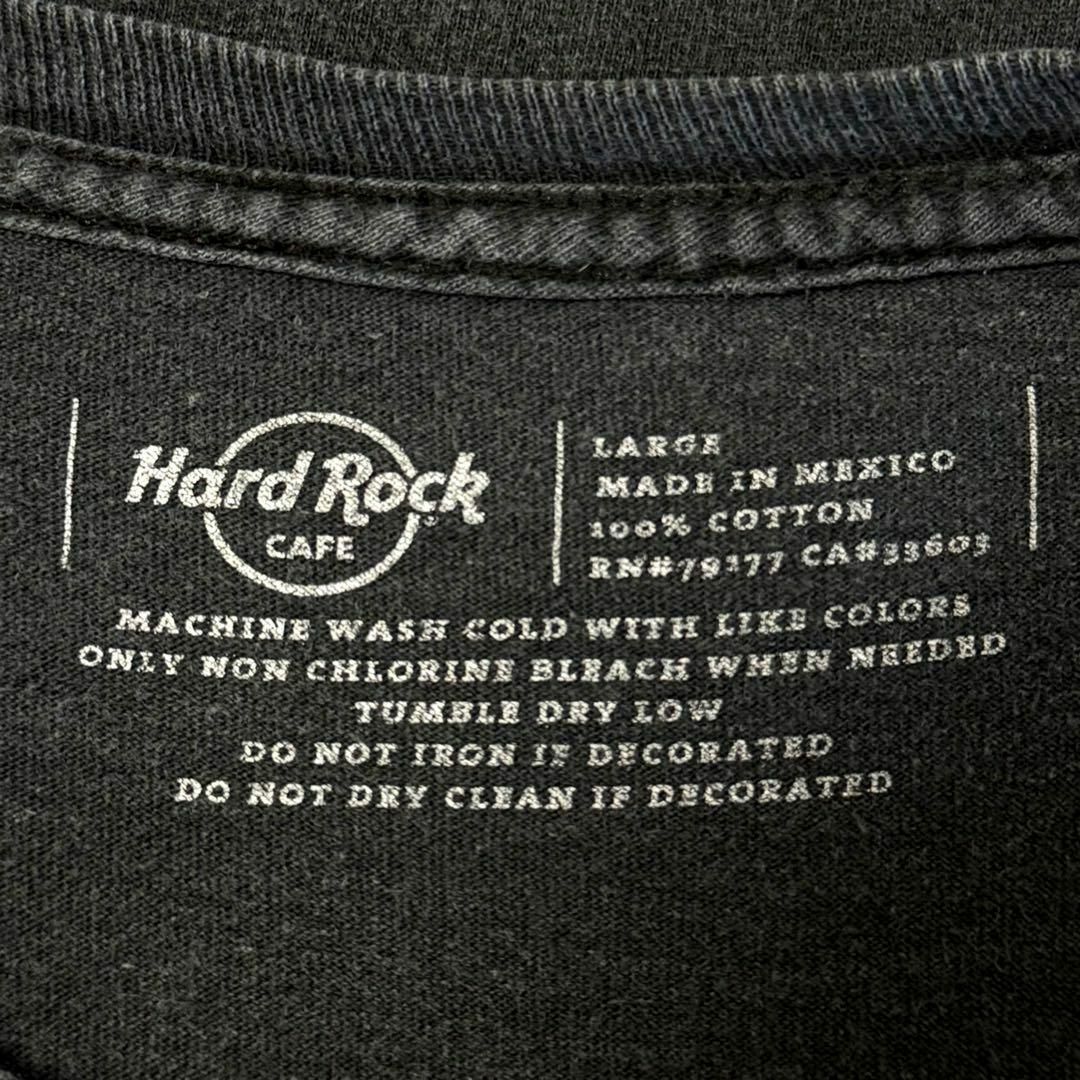 Hard Rock
CAFE
LARGE
MADE IN MEXICO
100% COTTON
RN#79177 CA#33603
MACHINE WASH COLD WITH LIKE COLORS
ONLY NON CHLORINE BLEACH WHEN NEEDED
TUMBLE DRY LOW
DO NOT IRON IF DECORATED
DO NOT DRY CLEAN IF DECORATED